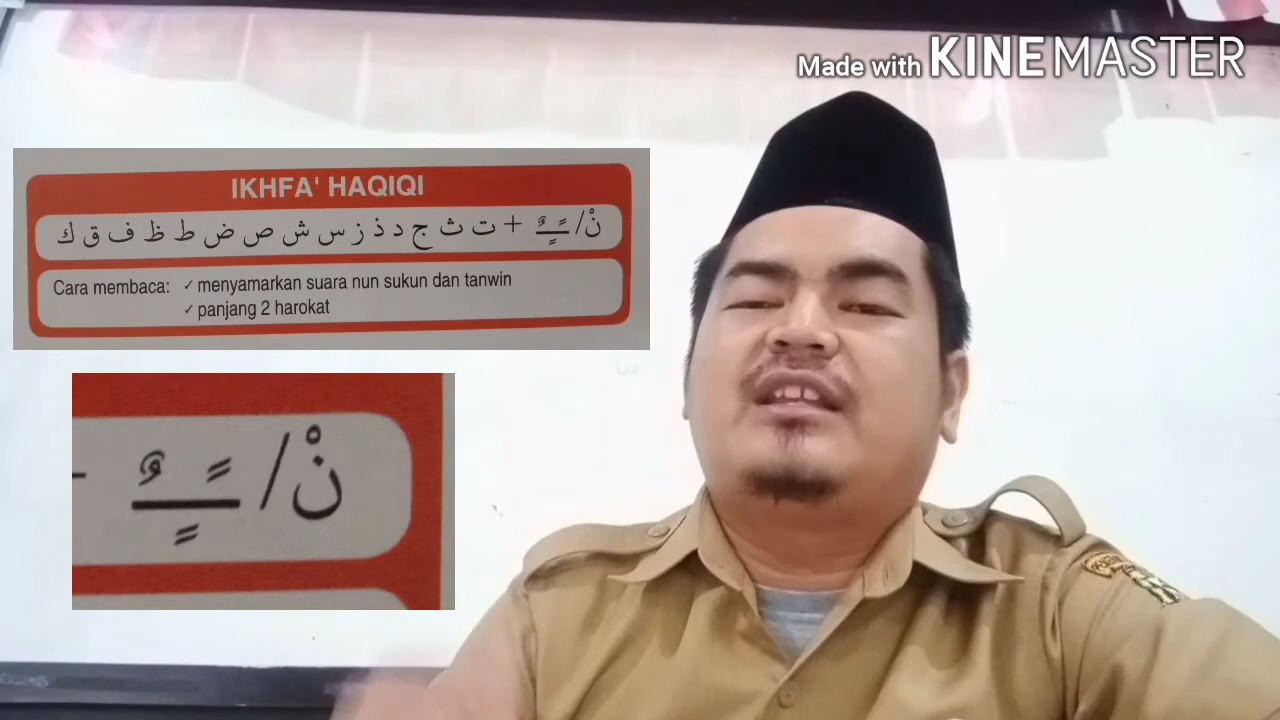 Made with KINEMASTER
IKHFA' HAQIQI
نْ/ ـًـٍـٌ + ت ث ج د ذ ز س ش ص ض ط ظ ف ق ك
Cara membaca: ✓ menyamarkan suara nun sukun dan tanwin
✓ panjang 2 harokat
نْ/ ـًـٍـٌ